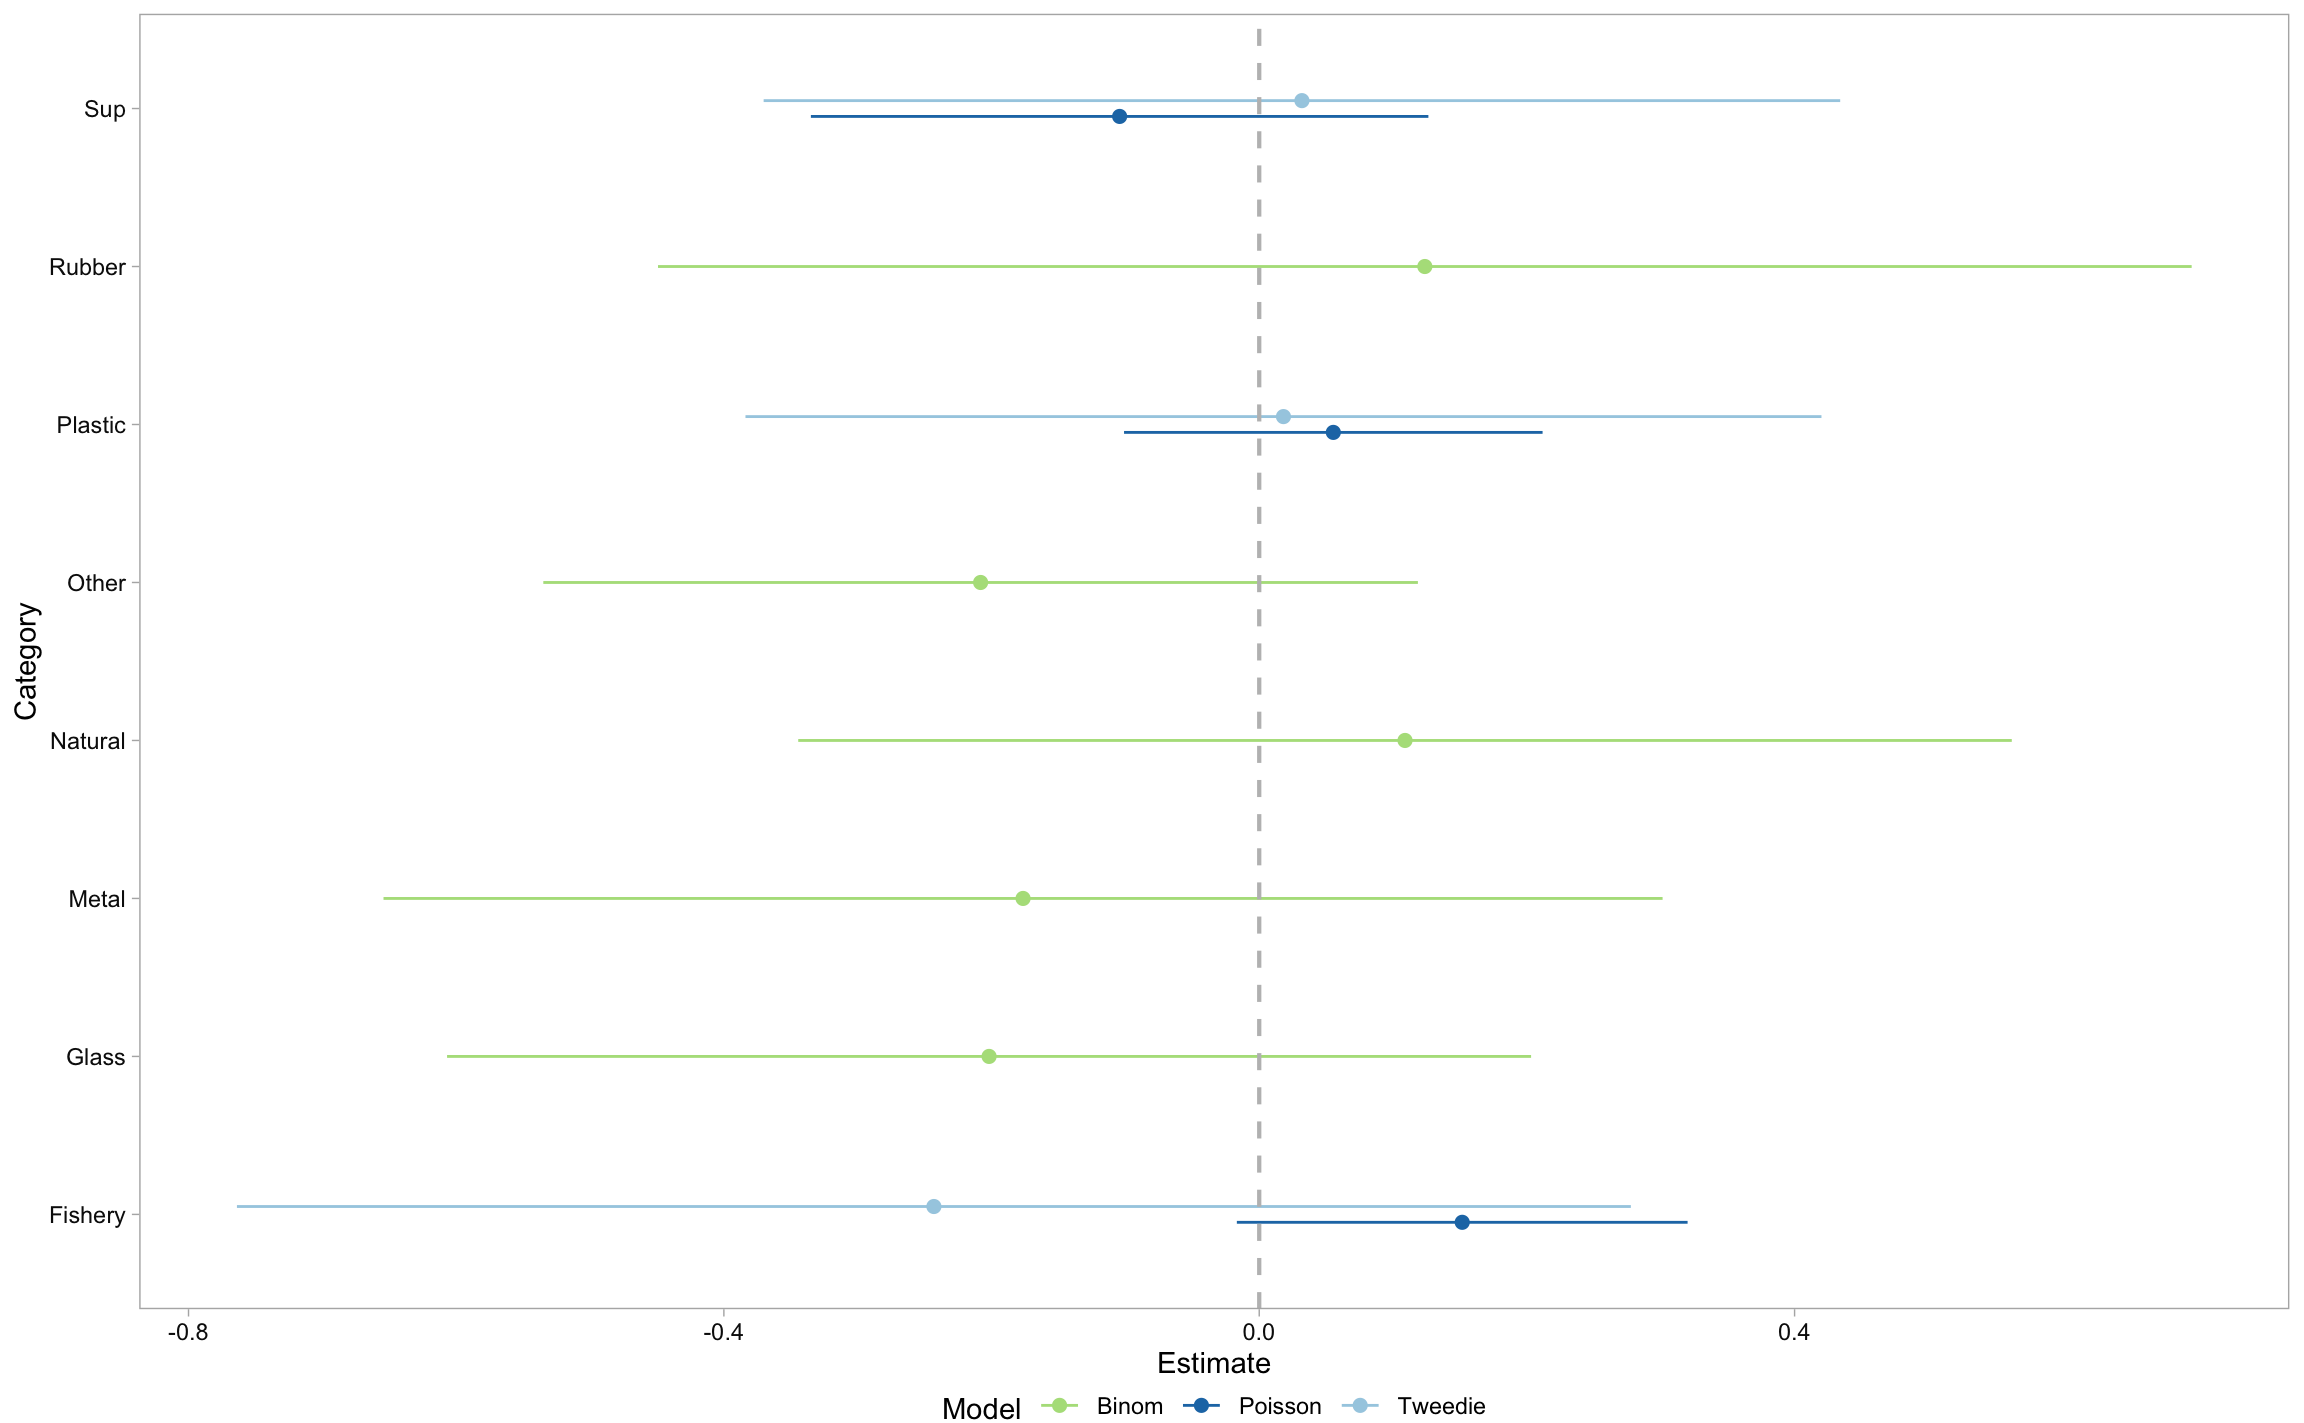 Sup
Rubber
Plastic
Other
Natural
Metal
Glass
Fishery
Category
-0.8 -0.4 0.0 0.4
Estimate
Model Binom Poisson Tweedie